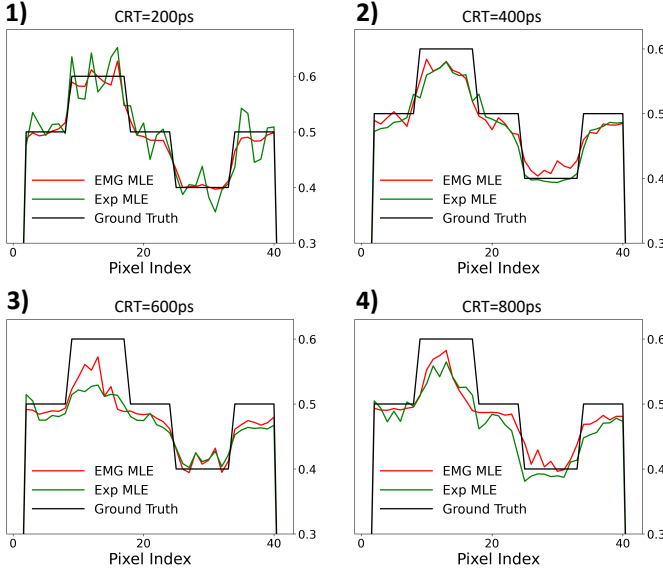 1)
CRT=200ps
0.6
0.5
0.4
0.3
EMG MLE
Exp MLE
Ground Truth
0 20 40
Pixel Index
2)
CRT=400ps
0.6
0.5
0.4
0.3
EMG MLE
Exp MLE
Ground Truth
0 20 40
Pixel Index
3)
CRT=600ps
0.6
0.5
0.4
0.3
EMG MLE
Exp MLE
Ground Truth
0 20 40
Pixel Index
4)
CRT=800ps
0.6
0.5
0.4
0.3
EMG MLE
Exp MLE
Ground Truth
0 20 40
Pixel Index